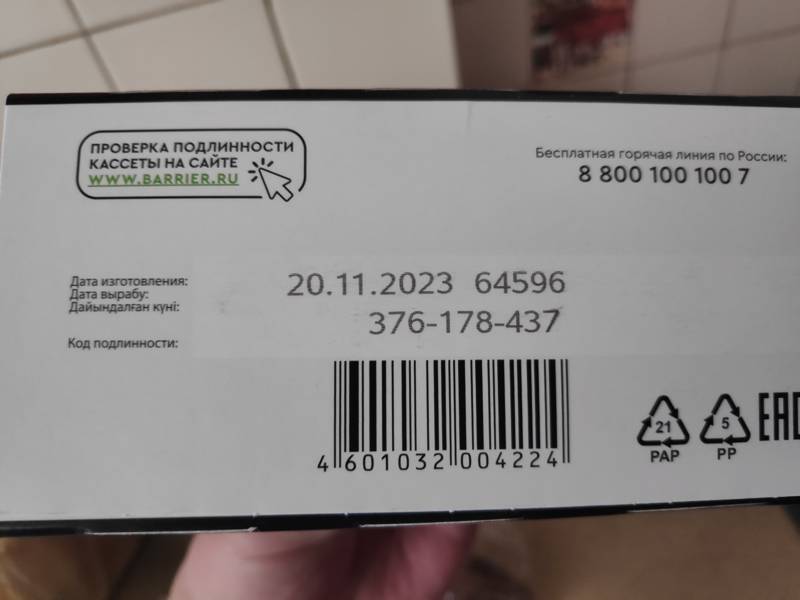 ПРОВЕРКА ПОДЛИННОСТИ
КАССЕТЫ НА САЙТЕ
WWW.BARRIER.RU
Бесплатная горячая линия по России:
8 800 100 100 7
Дата изготовления:
Дата вырабу:
Дайындалған күні:
20.11.2023 64596
376-178-437
Код подлинности:
4 601032 004224
21
PAP
5
PP
EAC